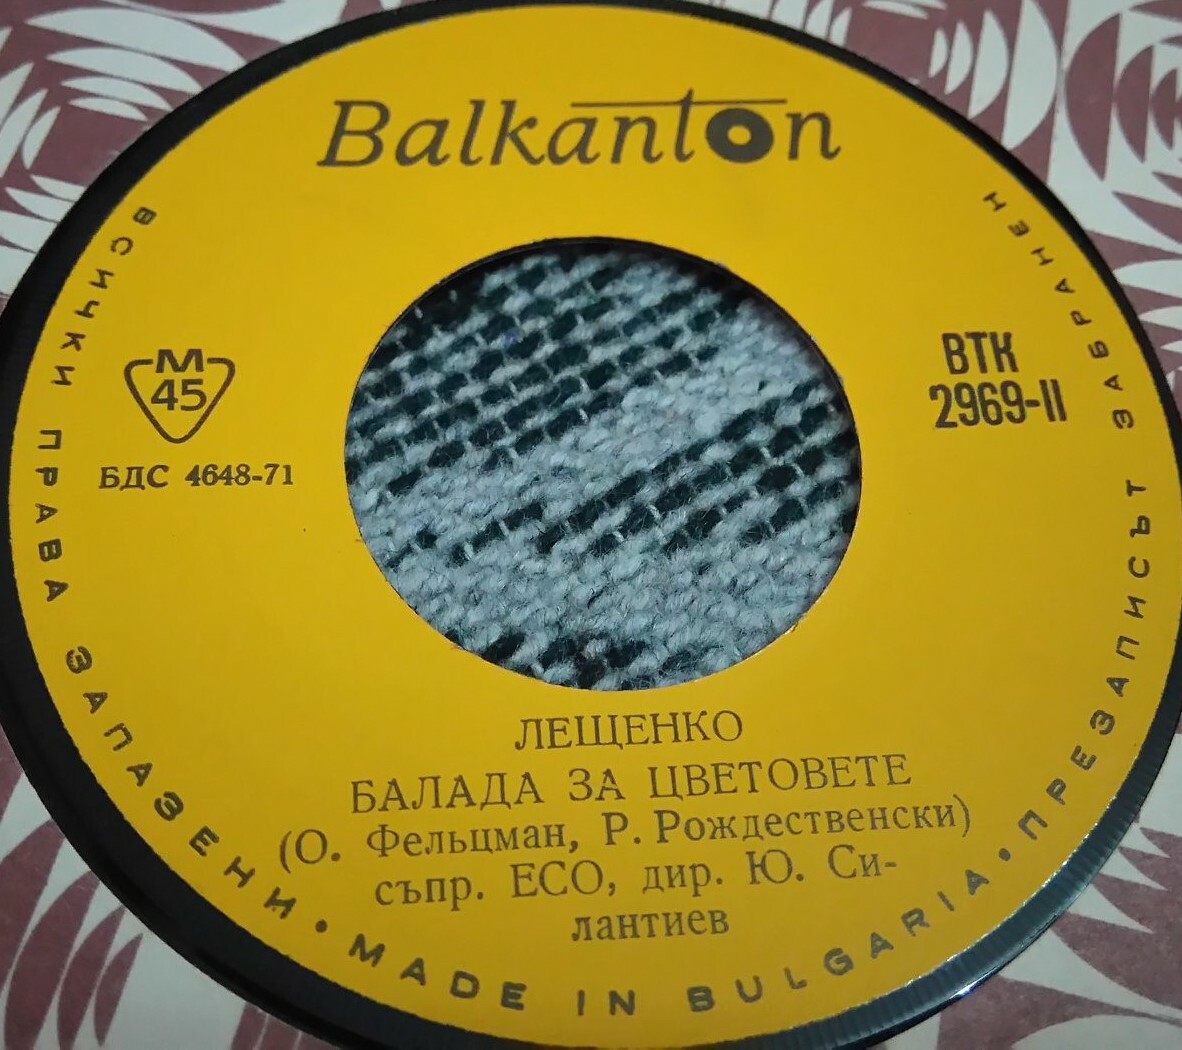 Balkanton
ВСИЧКИ ПРАВА ЗАПАЗЕНИ • MADE IN BULGARIA • ПРЕЗАПИСЪТ ЗАБРАНЕН
М
45
БДС 4648-71
ВТК
2969-II
ЛЕЩЕНКО
БАЛАДА ЗА ЦВЕТОВЕТЕ
(О. Фельцман, Р. Рождественски)
съпр. ЕСО, дир. Ю. Си-
лантиев